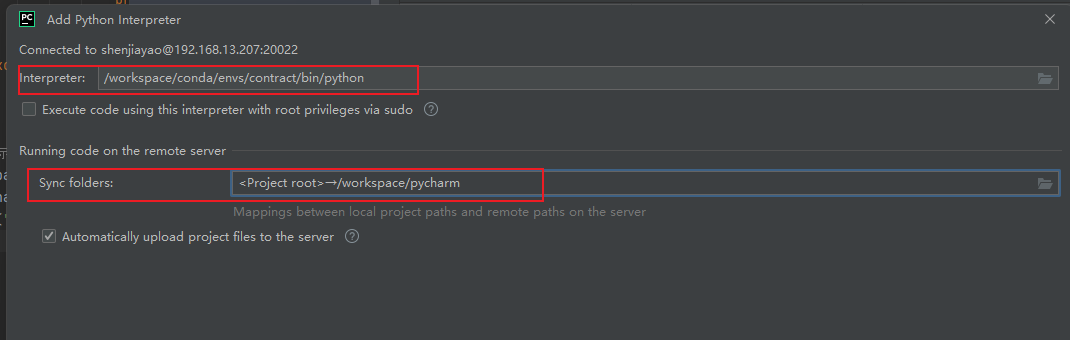 PC Add Python Interpreter
Connected to shenjiayao@192.168.13.207:20022
Interpreter: /workspace/conda/envs/contract/bin/python
Execute code using this interpreter with root privileges via sudo ?
Running code on the remote server
Sync folders: <Project root>→/workspace/pycharm
Mappings between local project paths and remote paths on the server
Automatically upload project files to the server ?